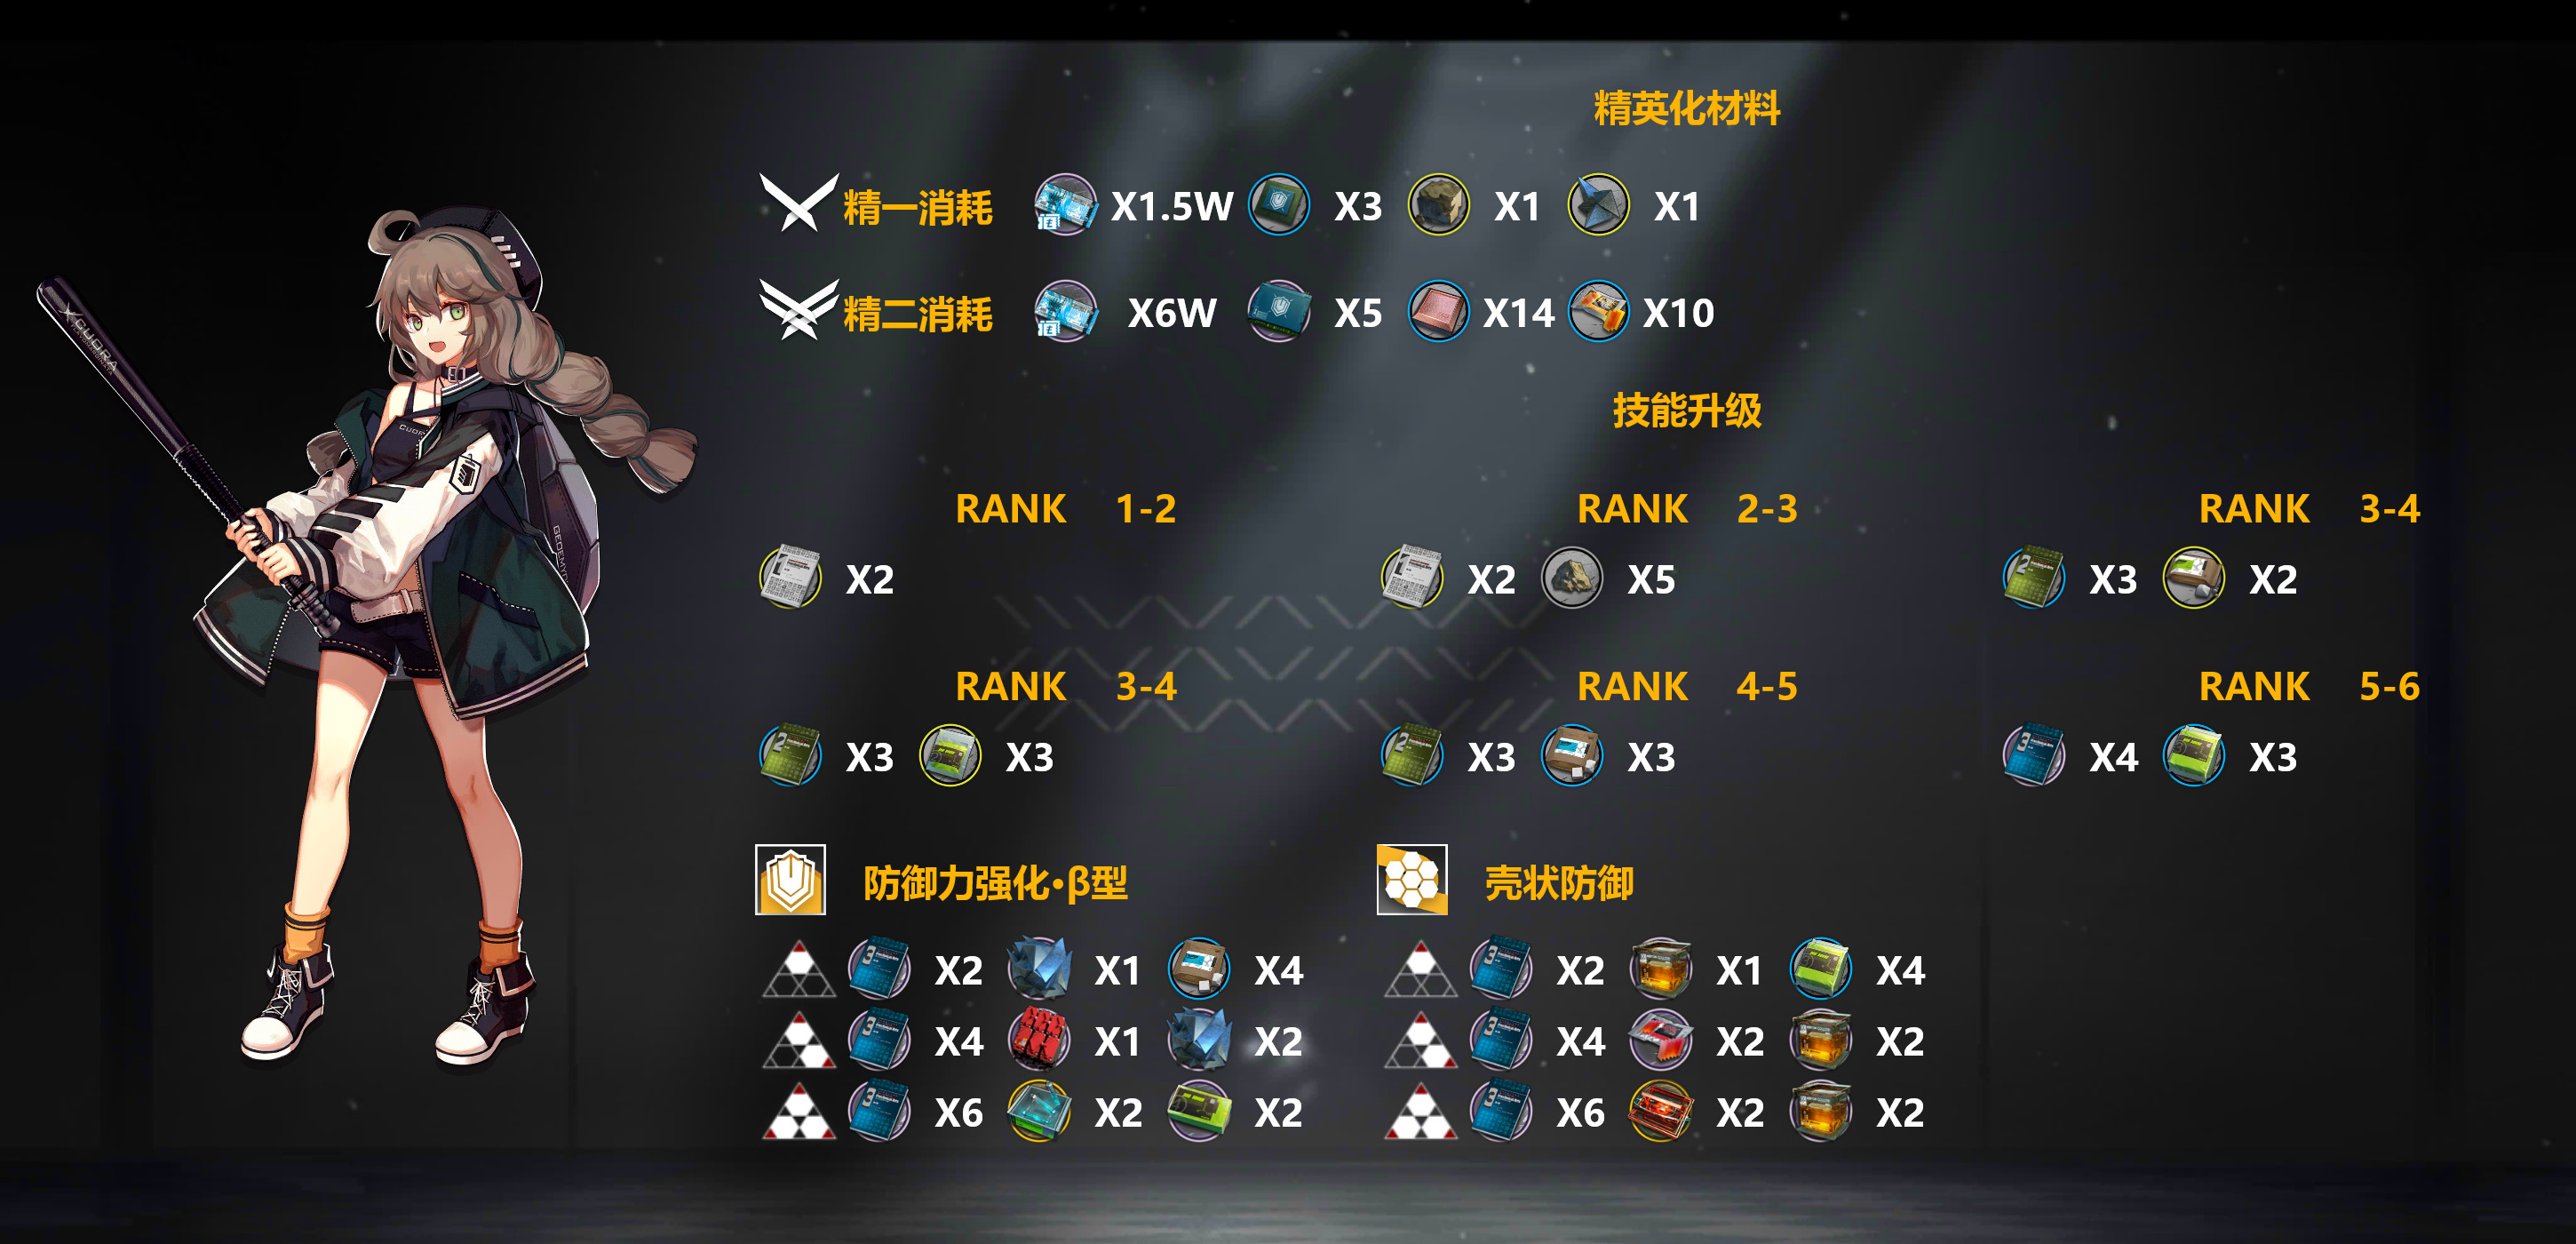 精英化材料
精一消耗 X1.5W X3 X1 X1
精二消耗 X6W X5 X14 X10
技能升级
RANK 1-2 RANK 2-3 RANK 3-4
X2 X2 X5 X3 X2
RANK 3-4 RANK 4-5 RANK 5-6
X3 X3 X3 X3 X4 X3
防御力强化·β型 壳状防御
X2 X1 X4 X2 X1 X4
X4 X1 X2 X4 X2 X2
X6 X2 X2 X6 X2 X2
CUORA